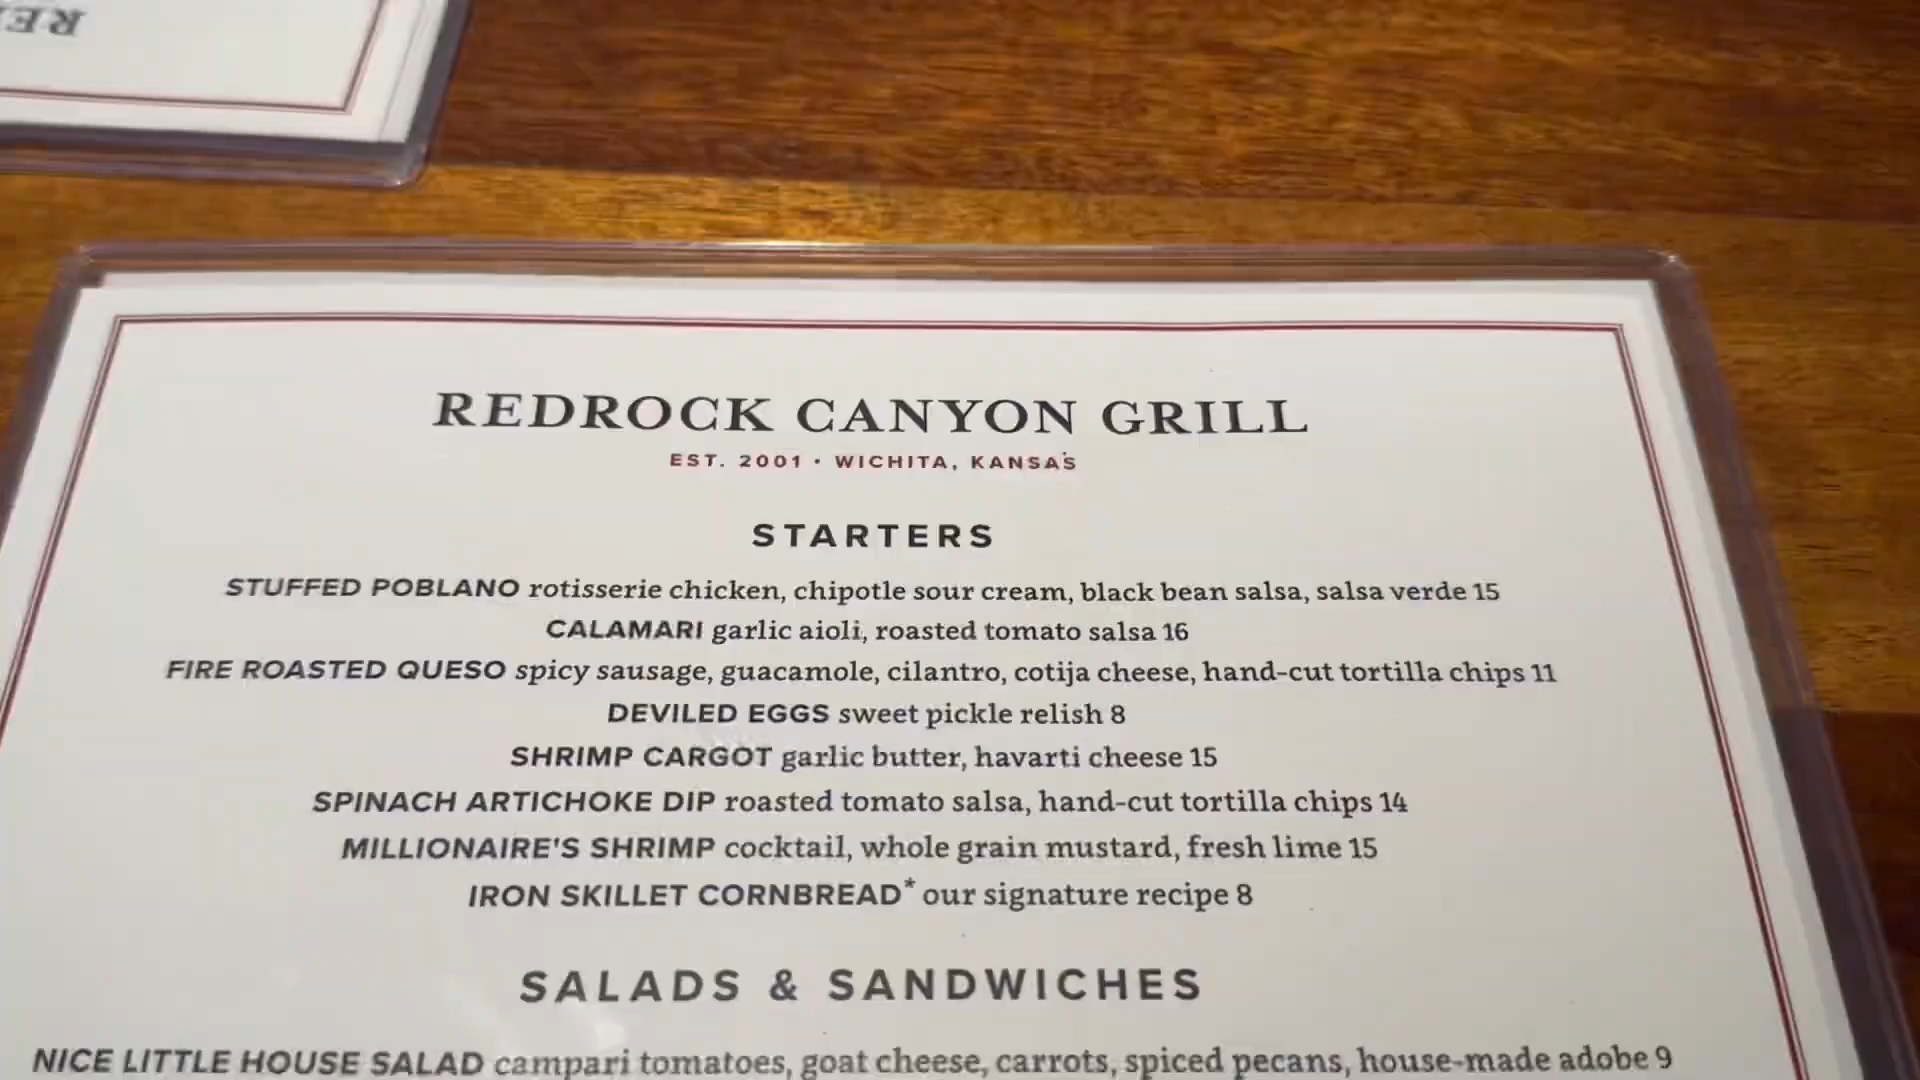 RE
REDROCK CANYON GRILL
EST. 2001 • WICHITA, KANSAS
STARTERS
STUFFED POBLANO rotisserie chicken, chipotle sour cream, black bean salsa, salsa verde 15
CALAMARI garlic aioli, roasted tomato salsa 16
FIRE ROASTED QUESO spicy sausage, guacamole, cilantro, cotija cheese, hand-cut tortilla chips 11
DEVILED EGGS sweet pickle relish 8
SHRIMP CARGOT garlic butter, havarti cheese 15
SPINACH ARTICHOKE DIP roasted tomato salsa, hand-cut tortilla chips 14
MILLIONAIRE'S SHRIMP cocktail, whole grain mustard, fresh lime 15
IRON SKILLET CORNBREAD* our signature recipe 8
SALADS & SANDWICHES
NICE LITTLE HOUSE SALAD campari tomatoes, goat cheese, carrots, spiced pecans, house-made adobe 9